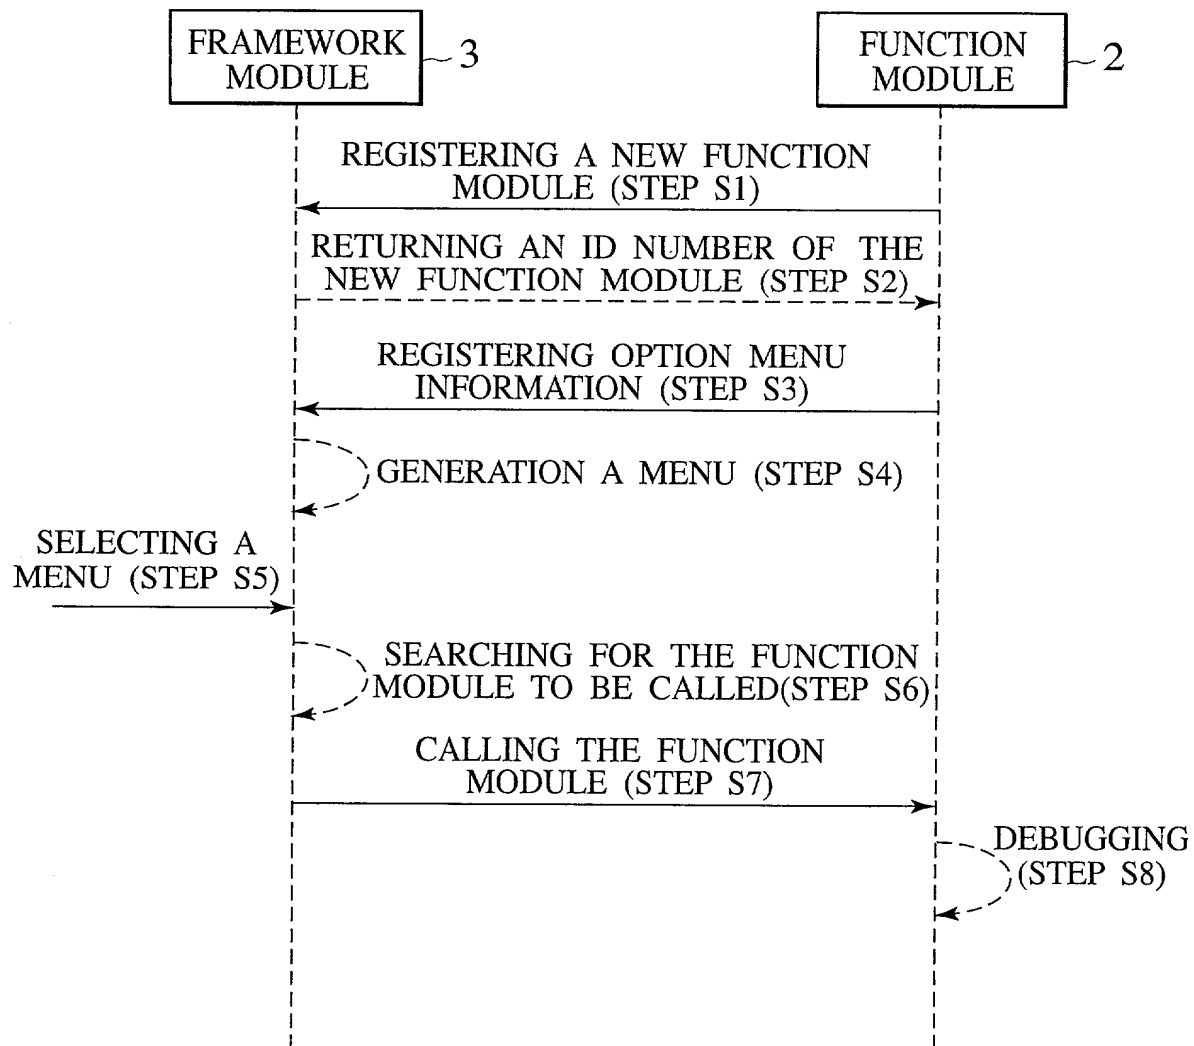 FRAMEWORK
MODULE
3
FUNCTION
MODULE
2
REGISTERING A NEW FUNCTION
MODULE (STEP S1)
RETURNING AN ID NUMBER OF THE
NEW FUNCTION MODULE (STEP S2)
REGISTERING OPTION MENU
INFORMATION (STEP S3)
GENERATION A MENU (STEP S4)
SELECTING A
MENU (STEP S5)
SEARCHING FOR THE FUNCTION
MODULE TO BE CALLED(STEP S6)
CALLING THE FUNCTION
MODULE (STEP S7)
DEBUGGING
(STEP S8)